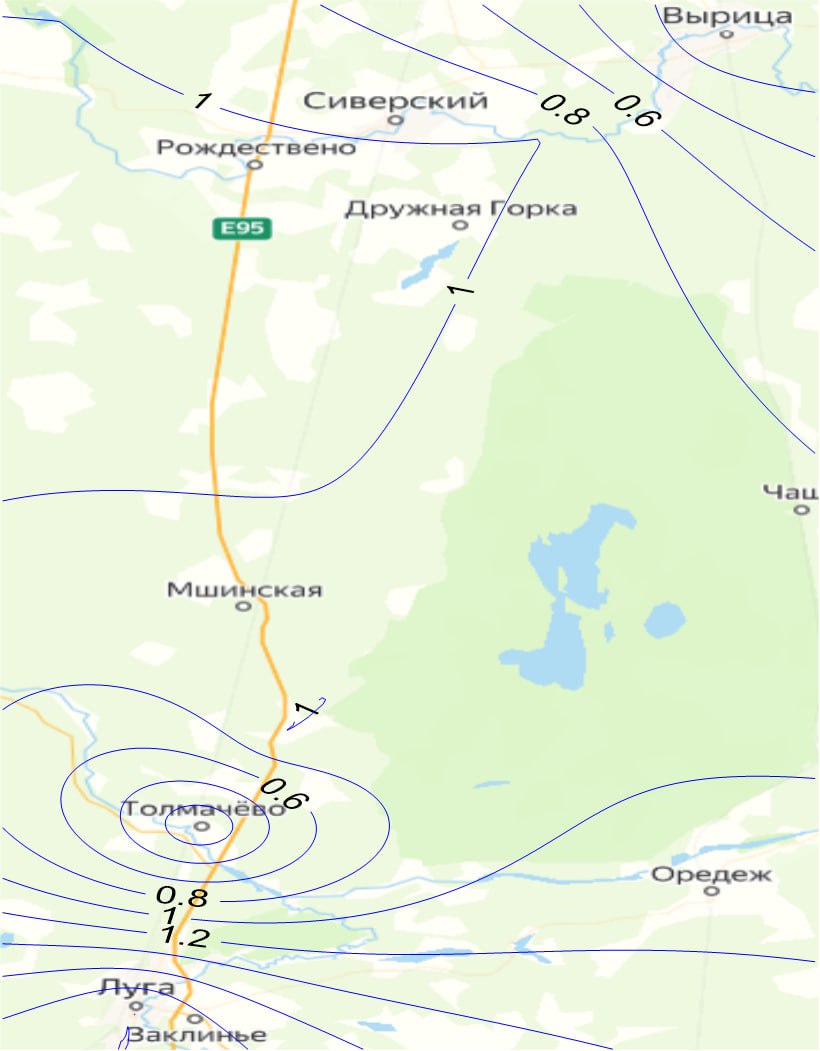 Вырица
1
Сиверский
0.8
0.6
Рождествено
Дружная Горка
E95
1
Чащ
Мшинская
1
0.6
Толмачёво
Оредеж
0.8
1
1.2
Луга
Заклинье